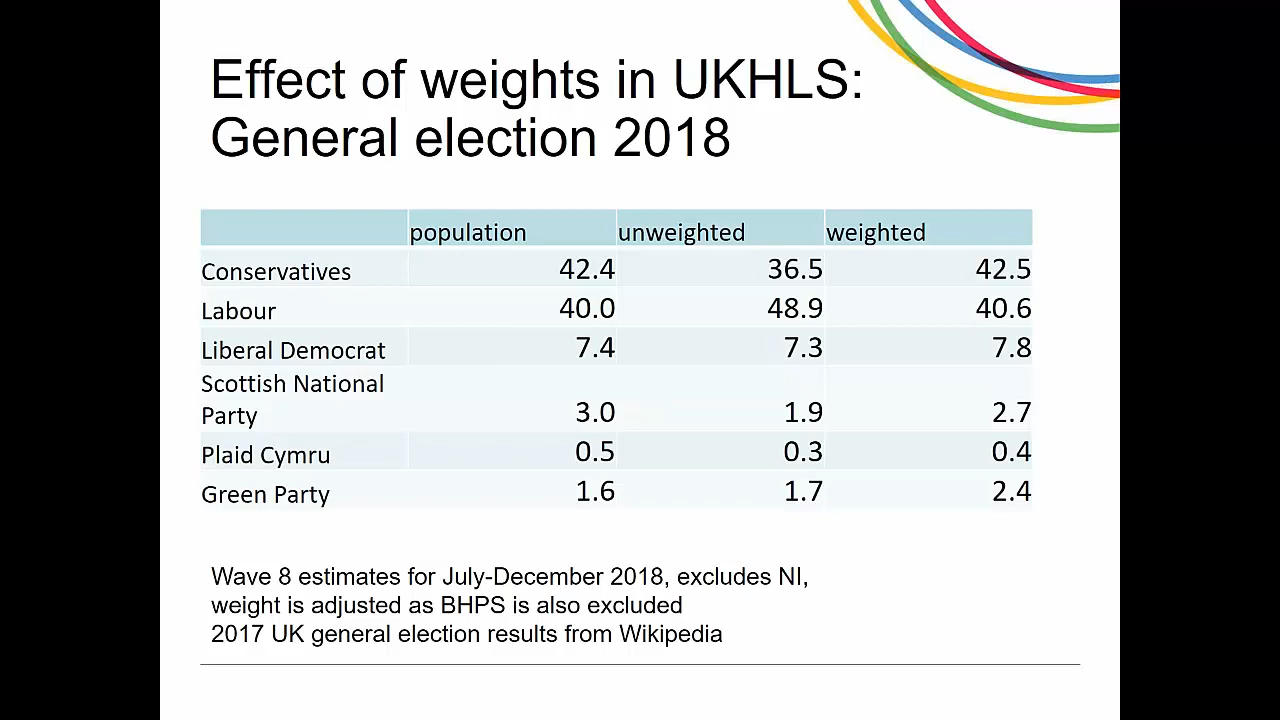 Effect of weights in UKHLS:
General election 2018
population unweighted weighted
Conservatives 42.4 36.5 42.5
Labour 40.0 48.9 40.6
Liberal Democrat 7.4 7.3 7.8
Scottish National
Party 3.0 1.9 2.7
Plaid Cymru 0.5 0.3 0.4
Green Party 1.6 1.7 2.4
Wave 8 estimates for July-December 2018, excludes NI,
weight is adjusted as BHPS is also excluded
2017 UK general election results from Wikipedia